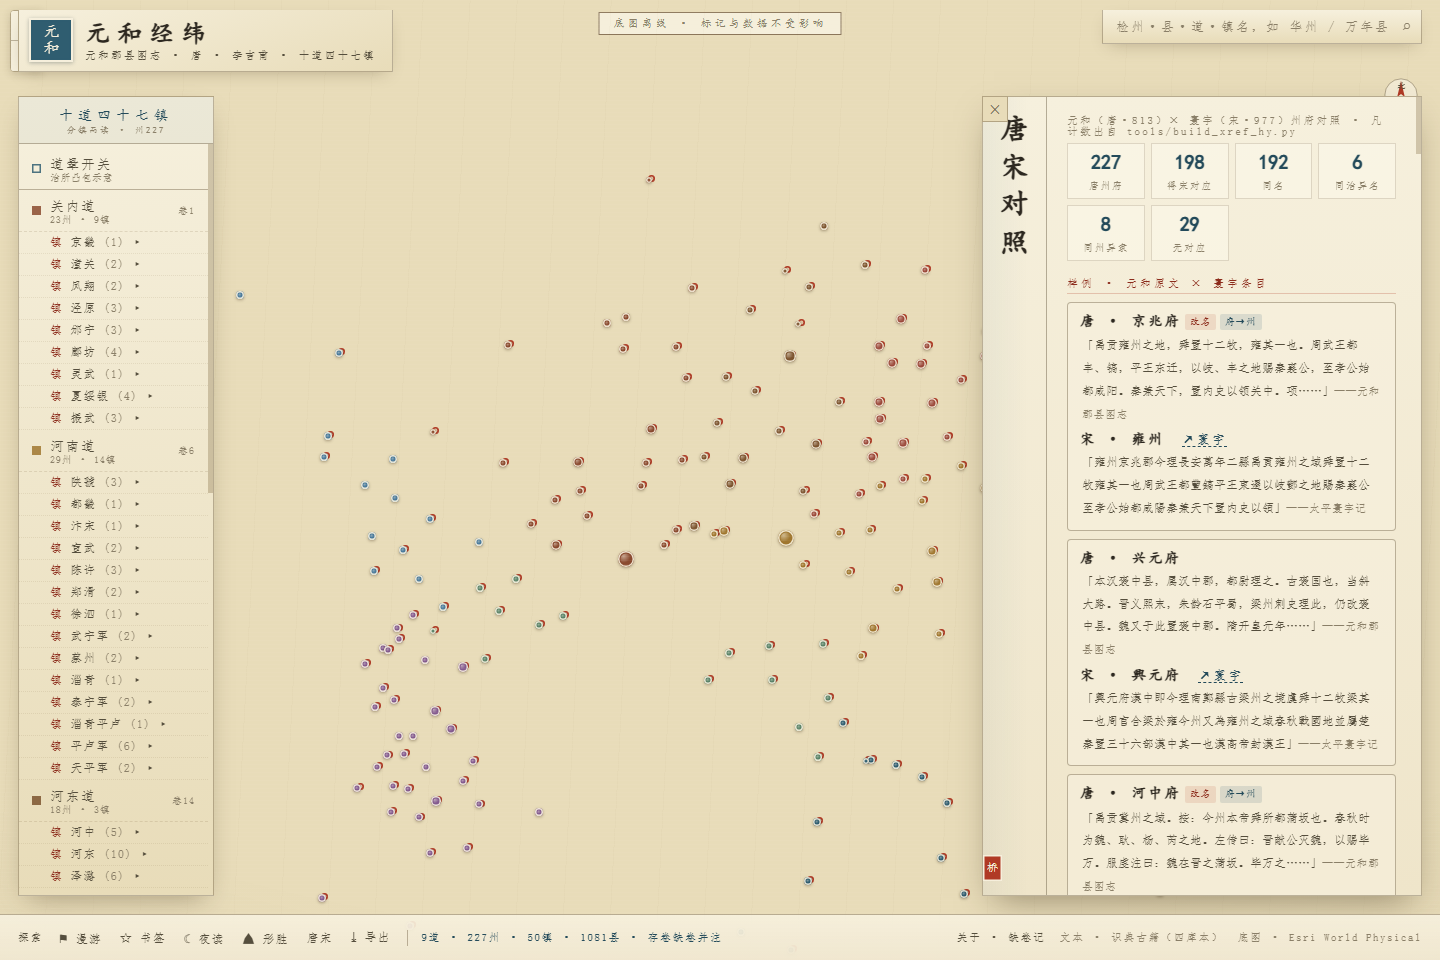 元和
元和经纬
元和郡县图志 · 唐 · 李吉甫 · 十道四十七镇
底图离线 · 标记与数据不受影响
检州·县·道·镇名，如 华州 / 万年县
十道四十七镇
分镇而读 · 州227
道晕开关
治所凸包示意
关内道 卷1
23州 · 9镇
镇 京畿 (1) ▸
镇 潼关 (2) ▸
镇 凤翔 (2) ▸
镇 泾原 (3) ▸
镇 邠宁 (3) ▸
镇 鄜坊 (4) ▸
镇 灵武 (1) ▸
镇 夏绥银 (4) ▸
镇 振武 (3) ▸
河南道 卷6
29州 · 14镇
镇 陕虢 (3) ▸
镇 都畿 (1) ▸
镇 汴宋 (1) ▸
镇 宣武 (2) ▸
镇 陈许 (3) ▸
镇 郑滑 (2) ▸
镇 徐泗 (1) ▸
镇 武宁军 (2) ▸
镇 蔡州 (2) ▸
镇 淄青 (1) ▸
镇 泰宁军 (2) ▸
镇 淄青平卢 (1) ▸
镇 平卢军 (6) ▸
镇 天平军 (2) ▸
河东道 卷14
18州 · 3镇
镇 河中 (5) ▸
镇 河东 (10) ▸
镇 泽潞 (6) ▸
×
唐宋对照
元和（唐·813）× 寰宇（宋·977）州府对照 · 凡
计数出自 tools/build_xref_hy.py
227
唐州府
198
得宋对应
192
同名
6
同治异名
8
同州异隶
29
无对应
样例 · 元和原文 × 寰宇条目
唐 · 京兆府 改名 府→州
「禹贡雍州之地，舜置十二牧，雍其一也。周武王都
丰、镐，平王东迁，以岐、丰之地赐秦襄公，至孝公始
都咸阳。秦兼天下，置内史以领关中。项……」——元和
郡县图志
宋 · 雍州 ↗寰宇
「雍州京兆郡今理長安萬年二縣禹貢雍州之域舜置十二
牧雍其一也周武王都豐鎬平王東遷以岐酆之地賜秦襄公
至孝公始都咸陽秦兼天下置内史以領」——太平寰宇记
唐 · 兴元府
「本汉褒中县，属汉中郡，都尉理之。古褒国也，当斜
大路。晋义熙末，朱龄石平蜀，梁州刺史理此，仍改褒
中县。魏又于此置褒中郡。隋开皇元年……」——元和郡
县图志
宋 · 興元府 ↗寰宇
「興元府漢中郡今理南鄭縣古梁州之境虞舜十二牧梁其
一也周官合梁於雍今州又為雍州之域春秋戰國地並屬楚
秦置三十六郡漢中其一也漢高帝封漢王」——太平寰宇记
唐 · 河中府 改名 府→州
「禹贡冀州之域。按：今州本帝舜所都蒲坂也。春秋时
为魏、耿、杨、芮之地。左传曰：晋献公灭魏，以赐毕
万。服虔注曰：魏在晋之蒲坂。毕万之……」——元和郡
县图志
探索 漫游 书签 夜读 形胜 唐宋 导出 9道 · 227州 · 50镇 · 1081县 · 存卷缺卷并注
关于 · 缺卷记 文本 · 识典古籍（四库本） 底图 · Esri World Physical